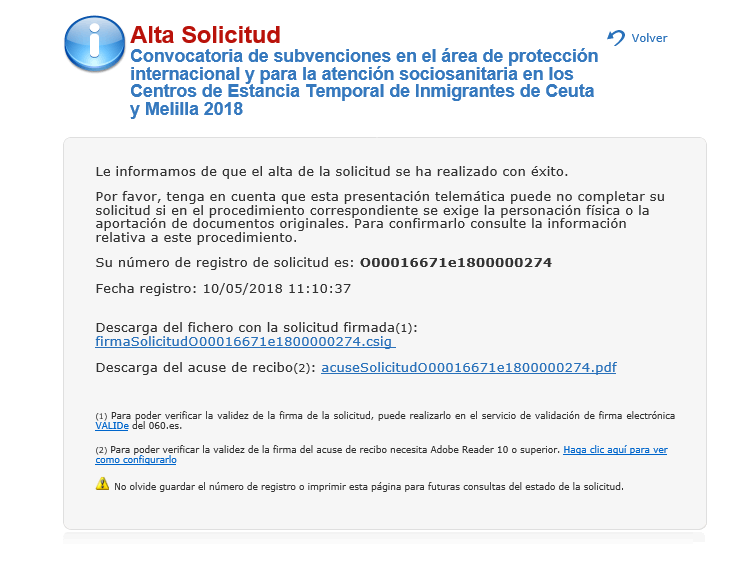 Alta Solicitud
Volver
Convocatoria de subvenciones en el área de protección
internacional y para la atención sociosanitaria en los
Centros de Estancia Temporal de Inmigrantes de Ceuta
y Melilla 2018
Le informamos de que el alta de la solicitud se ha realizado con éxito.
Por favor, tenga en cuenta que esta presentación telemática puede no completar su
solicitud si en el procedimiento correspondiente se exige la personación física o la
aportación de documentos originales. Para confirmarlo consulte la información
relativa a este procedimiento.
Su número de registro de solicitud es: O00016671e1800000274
Fecha registro: 10/05/2018 11:10:37
Descarga del fichero con la solicitud firmada(1):
firmaSolicitudO00016671e1800000274.csig
Descarga del acuse de recibo(2): acuseSolicitudO00016671e1800000274.pdf
(1) Para poder verificar la validez de la firma de la solicitud, puede realizarlo en el servicio de validación de firma electrónica
VALIDe del 060.es.
(2) Para poder verificar la validez de la firma del acuse de recibo necesita Adobe Reader 10 o superior. Haga clic aquí para ver
como configurarlo
No olvide guardar el número de registro o imprimir esta página para futuras consultas del estado de la solicitud.